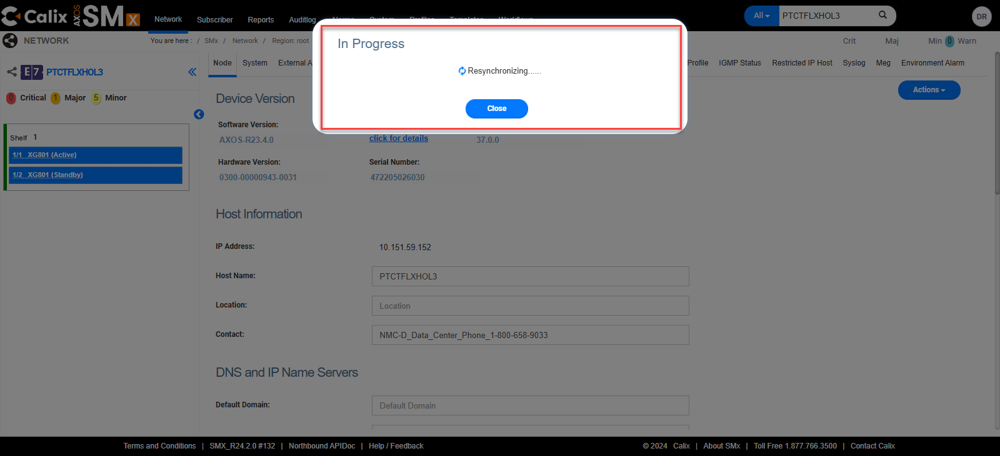 Calix AXOS SMx
Network Subscriber Reports Auditlog Alarms System Profiles Templates Workflows
All PTCTFLXHOL3 DR
NETWORK
You are here : / SMx / Network / Region: root
Crit Maj Min 0 Warn
E7 PTCTFLXHOL3
0 Critical 1 Major 5 Minor
Shelf 1
1/1 XG801 (Active)
1/2 XG801 (Standby)
Node System External A
Profile IGMP Status Restricted IP Host Syslog Meg Environment Alarm
Actions
In Progress
Resynchronizing......
Close
Device Version
Software Version:
AXOS-R23.4.0 click for details 37.0.0
Hardware Version: Serial Number:
0300-00000943-0031 472205026030
Host Information
IP Address: 10.151.59.152
Host Name: PTCTFLXHOL3
Location: Location
Contact: NMC-D_Data_Center_Phone_1-800-658-9033
DNS and IP Name Servers
Default Domain: Default Domain
Terms and Conditions | SMX_R24.2.0 #132 | Northbound APIDoc | Help / Feedback
© 2024 Calix | About SMx | Toll Free 1.877.766.3500 | Contact Calix